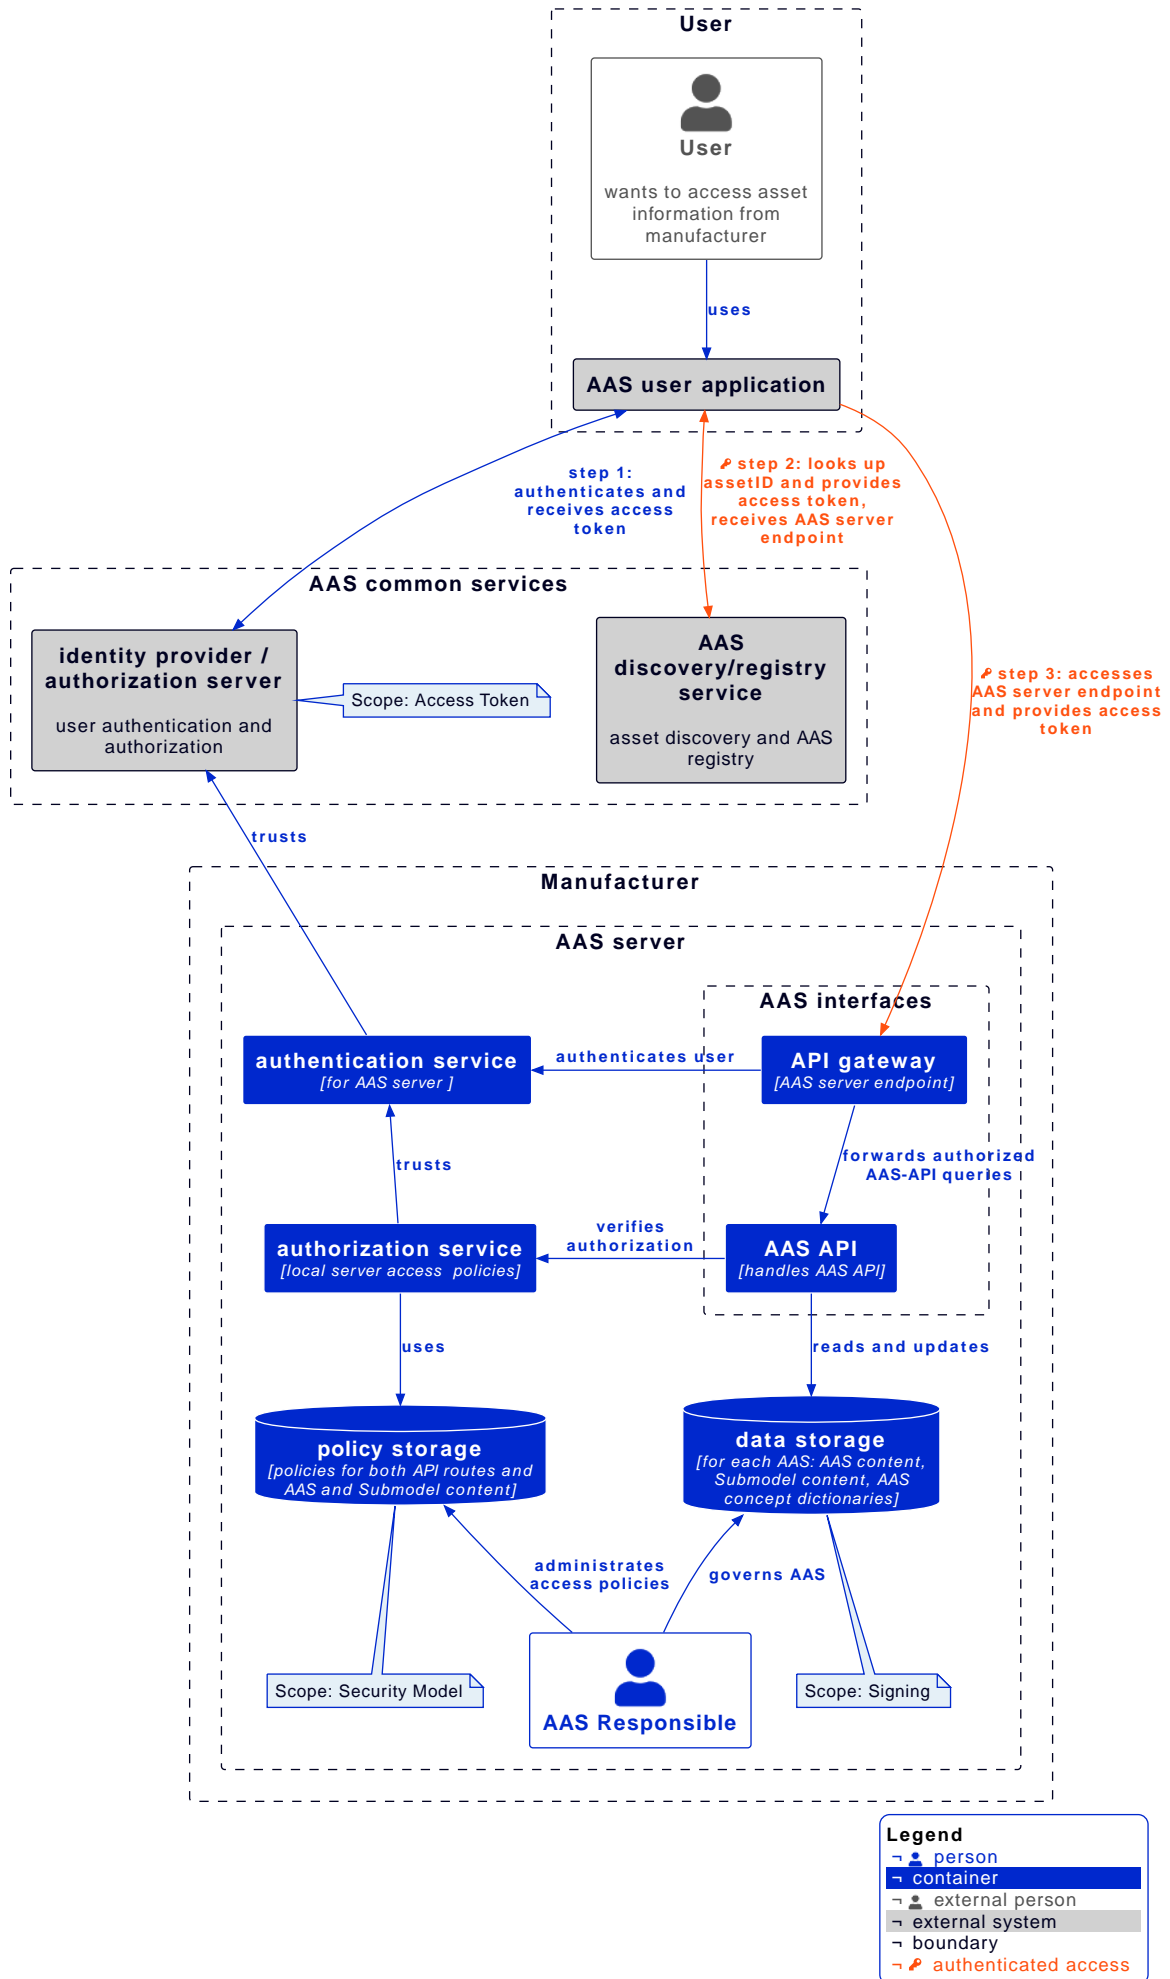 User
User
wants to access asset
information from
manufacturer
uses
AAS user application
step 1:
authenticates and
receives access
token
step 2: looks up
assetID and provides
access token,
receives AAS server
endpoint
step 3: accesses
AAS server endpoint
and provides access
token
AAS common services
identity provider /
authorization server
user authentication and
authorization
Scope: Access Token
AAS
discovery/registry
service
asset discovery and AAS
registry
trusts
Manufacturer
AAS server
AAS interfaces
authentication service
[for AAS server ]
authenticates user
API gateway
[AAS server endpoint]
trusts
forwards authorized
AAS-API queries
authorization service
[local server access  policies]
verifies
authorization
AAS API
[handles AAS API]
uses
reads and updates
policy storage
[policies for both API routes and
AAS and Submodel content]
data storage
[for each AAS: AAS content,
Submodel content, AAS
concept dictionaries]
administrates
access policies
governs AAS
Scope: Security Model
AAS Responsible
Scope: Signing
Legend
¬ person
¬ container
¬ external person
¬ external system
¬ boundary
¬ authenticated access